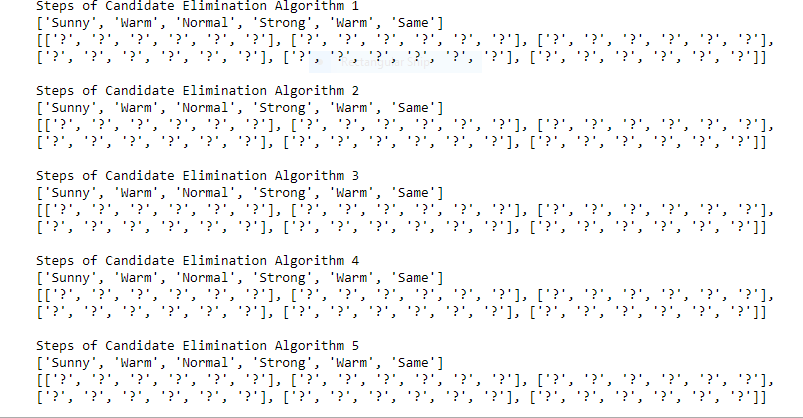 Steps of Candidate Elimination Algorithm 1
['Sunny', 'Warm', 'Normal', 'Strong', 'Warm', 'Same']
[['?', '?', '?', '?', '?', '?'], ['?', '?', '?', '?', '?', '?'], ['?', '?', '?', '?', '?', '?'],
['?', '?', '?', '?', '?', '?'], ['?', '?', '?', '?', '?', '?'], ['?', '?', '?', '?', '?', '?']]
Steps of Candidate Elimination Algorithm 2
['Sunny', 'Warm', 'Normal', 'Strong', 'Warm', 'Same']
[['?', '?', '?', '?', '?', '?'], ['?', '?', '?', '?', '?', '?'], ['?', '?', '?', '?', '?', '?'],
['?', '?', '?', '?', '?', '?'], ['?', '?', '?', '?', '?', '?'], ['?', '?', '?', '?', '?', '?']]
Steps of Candidate Elimination Algorithm 3
['Sunny', 'Warm', 'Normal', 'Strong', 'Warm', 'Same']
[['?', '?', '?', '?', '?', '?'], ['?', '?', '?', '?', '?', '?'], ['?', '?', '?', '?', '?', '?'],
['?', '?', '?', '?', '?', '?'], ['?', '?', '?', '?', '?', '?'], ['?', '?', '?', '?', '?', '?']]
Steps of Candidate Elimination Algorithm 4
['Sunny', 'Warm', 'Normal', 'Strong', 'Warm', 'Same']
[['?', '?', '?', '?', '?', '?'], ['?', '?', '?', '?', '?', '?'], ['?', '?', '?', '?', '?', '?'],
['?', '?', '?', '?', '?', '?'], ['?', '?', '?', '?', '?', '?'], ['?', '?', '?', '?', '?', '?']]
Steps of Candidate Elimination Algorithm 5
['Sunny', 'Warm', 'Normal', 'Strong', 'Warm', 'Same']
[['?', '?', '?', '?', '?', '?'], ['?', '?', '?', '?', '?', '?'], ['?', '?', '?', '?', '?', '?'],
['?', '?', '?', '?', '?', '?'], ['?', '?', '?', '?', '?', '?'], ['?', '?', '?', '?', '?', '?']]